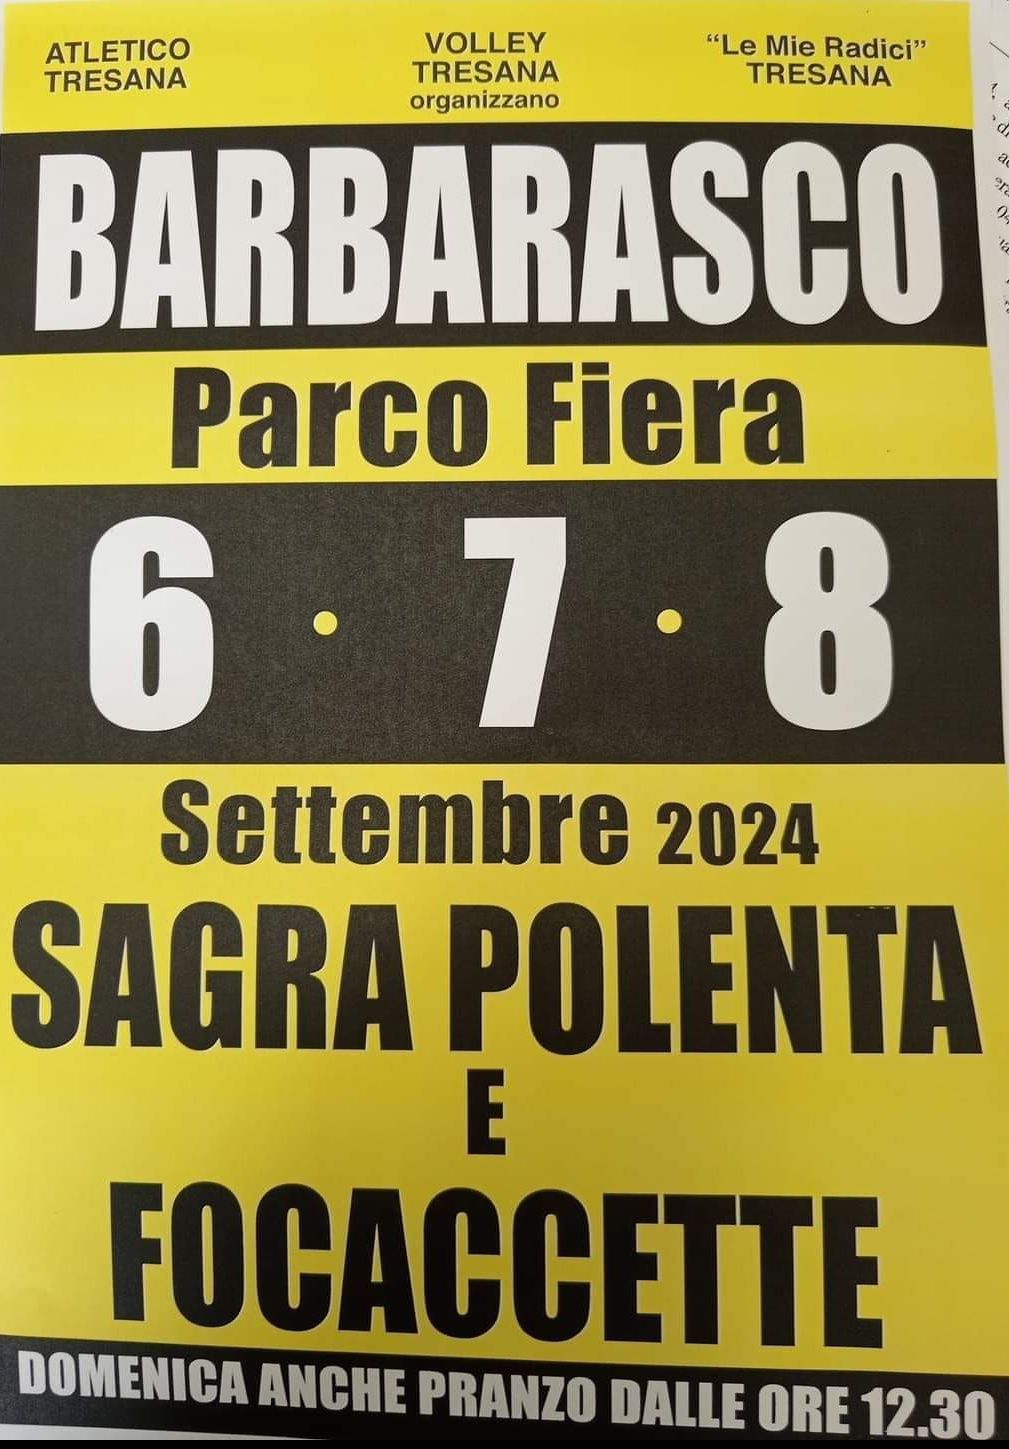 ATLETICO
TRESANA
VOLLEY
TRESANA
organizzano
“Le Mie Radici”
TRESANA
BARBARASCO
Parco Fiera
6 • 7 • 8
Settembre 2024
SAGRA POLENTA
E
FOCACCETTE
DOMENICA ANCHE PRANZO DALLE ORE 12.30